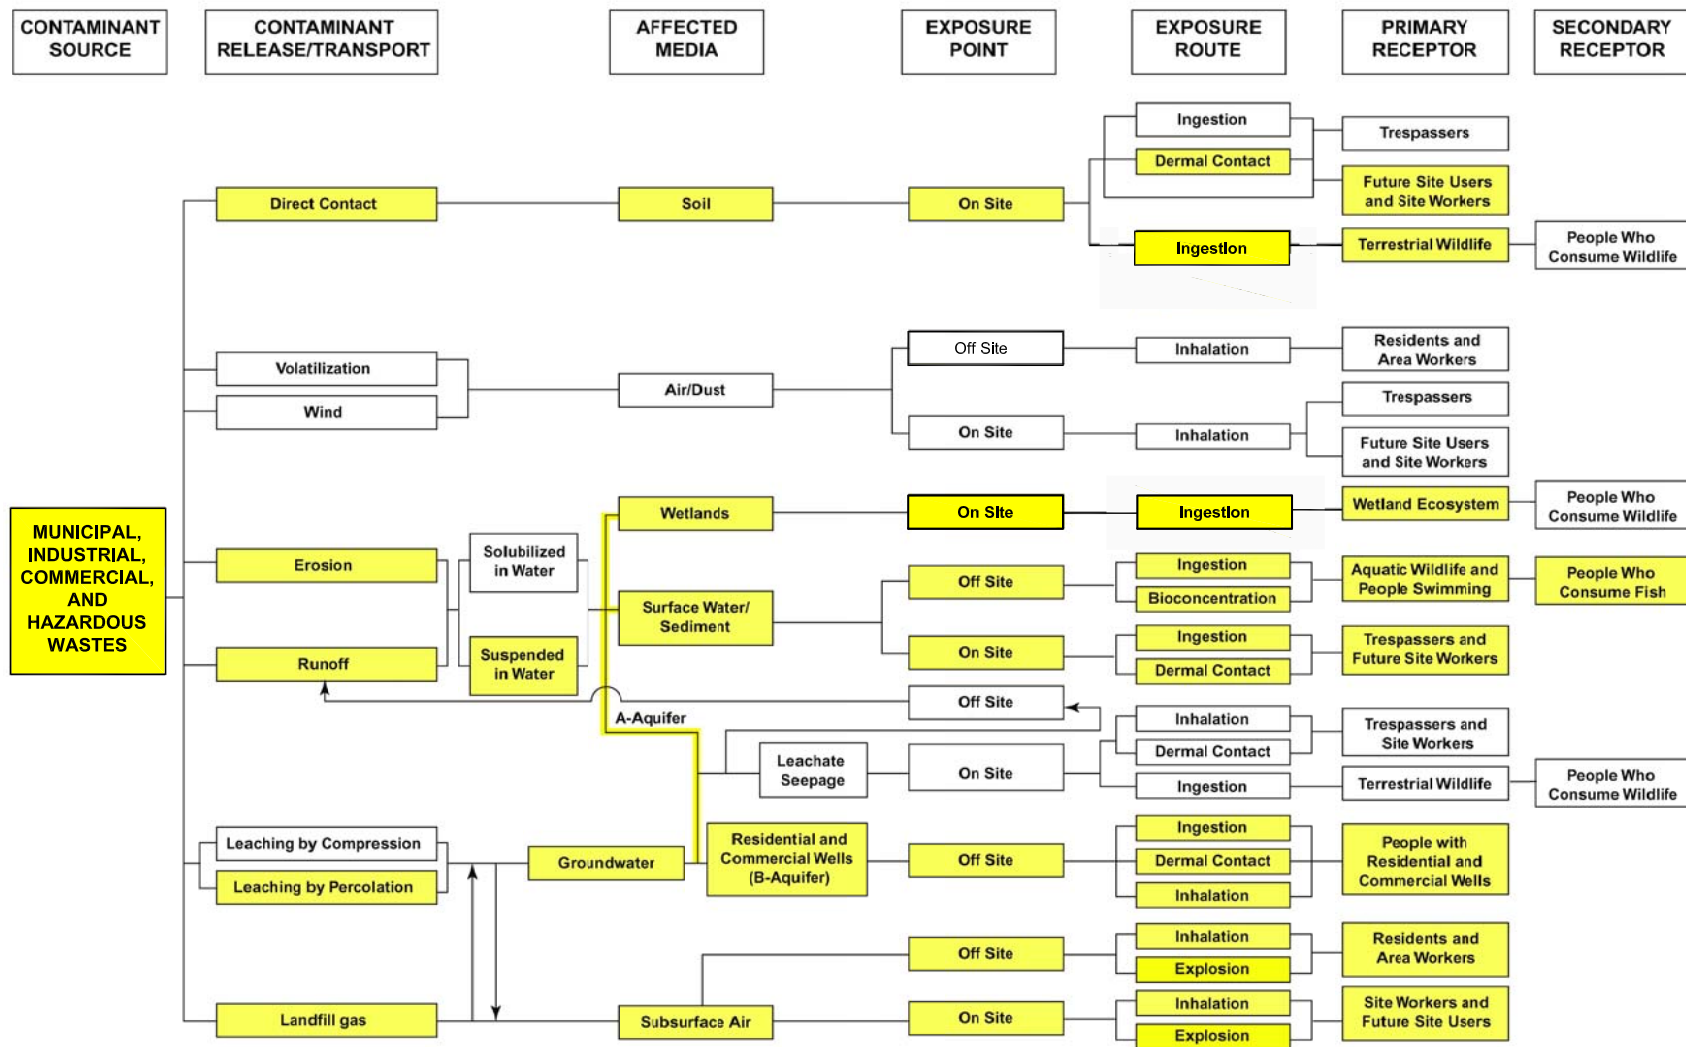 CONTAMINANT
SOURCE
CONTAMINANT
RELEASE/TRANSPORT
AFFECTED
MEDIA
EXPOSURE
POINT
EXPOSURE
ROUTE
PRIMARY
RECEPTOR
SECONDARY
RECEPTOR
MUNICIPAL,
INDUSTRIAL,
COMMERCIAL,
AND
HAZARDOUS
WASTES
Direct Contact
Soil
On Site
Ingestion
Dermal Contact
Trespassers
Future Site Users
and Site Workers
Ingestion
Terrestrial Wildlife
People Who
Consume Wildlife
Volatilization
Wind
Air/Dust
Off Site
Inhalation
Residents and
Area Workers
On Site
Inhalation
Trespassers
Future Site Users
and Site Workers
Wetlands
On Site
Ingestion
Wetland Ecosystem
People Who
Consume Wildlife
Erosion
Runoff
Solubilized
in Water
Suspended
in Water
Surface Water/
Sediment
Off Site
Ingestion
Bioconcentration
Aquatic Wildlife and
People Swimming
People Who
Consume Fish
On Site
Ingestion
Dermal Contact
Trespassers and
Future Site Workers
Off Site
A-Aquifer
Leachate
Seepage
On Site
Inhalation
Dermal Contact
Trespassers and
Site Workers
Ingestion
Terrestrial Wildlife
People Who
Consume Wildlife
Leaching by Compression
Leaching by Percolation
Groundwater
Residential and
Commercial Wells
(B-Aquifer)
Off Site
Ingestion
Dermal Contact
Inhalation
People with
Residential and
Commercial Wells
Off Site
Inhalation
Explosion
Residents and
Area Workers
Landfill gas
Subsurface Air
On Site
Inhalation
Explosion
Site Workers and
Future Site Users